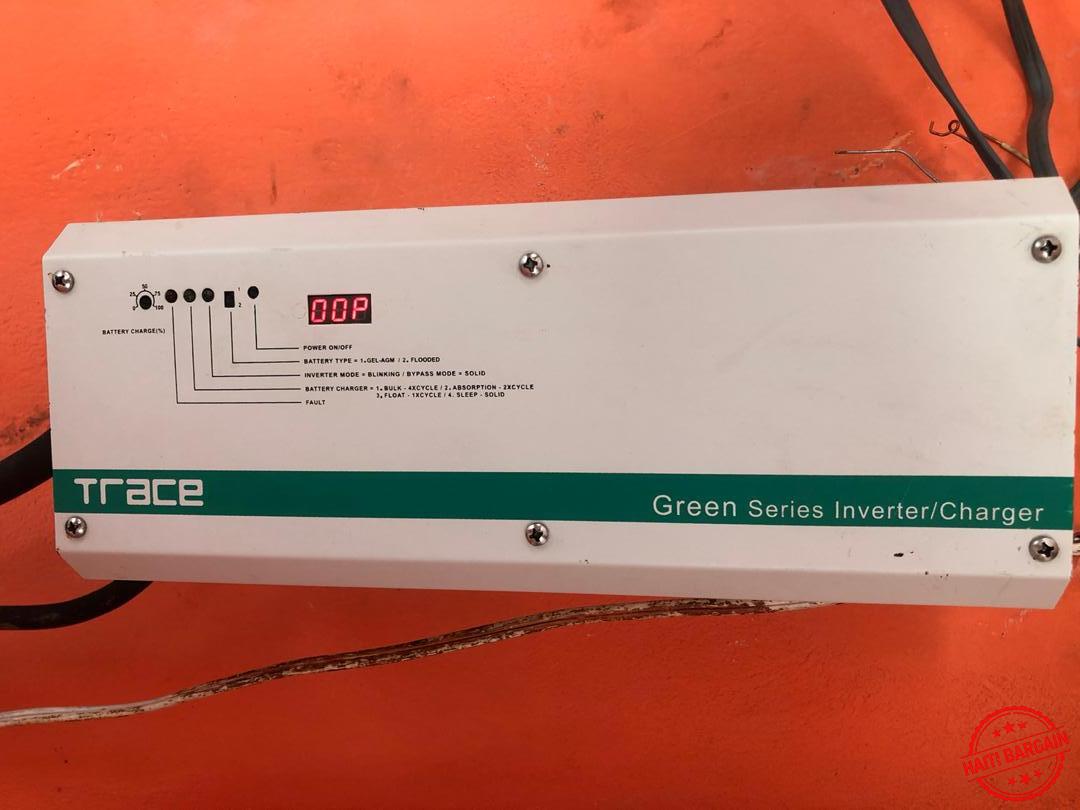 50
25 75
0 100
1
2
BATTERY CHARGE(%)
00P
POWER ON/OFF
BATTERY TYPE = 1.GEL-AGM / 2. FLOODED
INVERTER MODE = BLINKING / BYPASS MODE = SOLID
BATTERY CHARGER = 1. BULK - 4XCYCLE / 2. ABSORPTION - 2XCYCLE
3, FLOAT - 1XCYCLE / 4. SLEEP - SOLID
FAULT
Trace
Green Series Inverter/Charger
HAITI BARGAIN